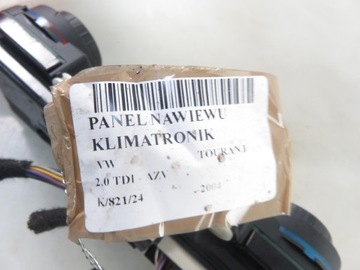 PANEL NAWIEWU
KLIMATRONIK
VW TOURAN I
2.0 TDI - AZV 2004
K/821/24